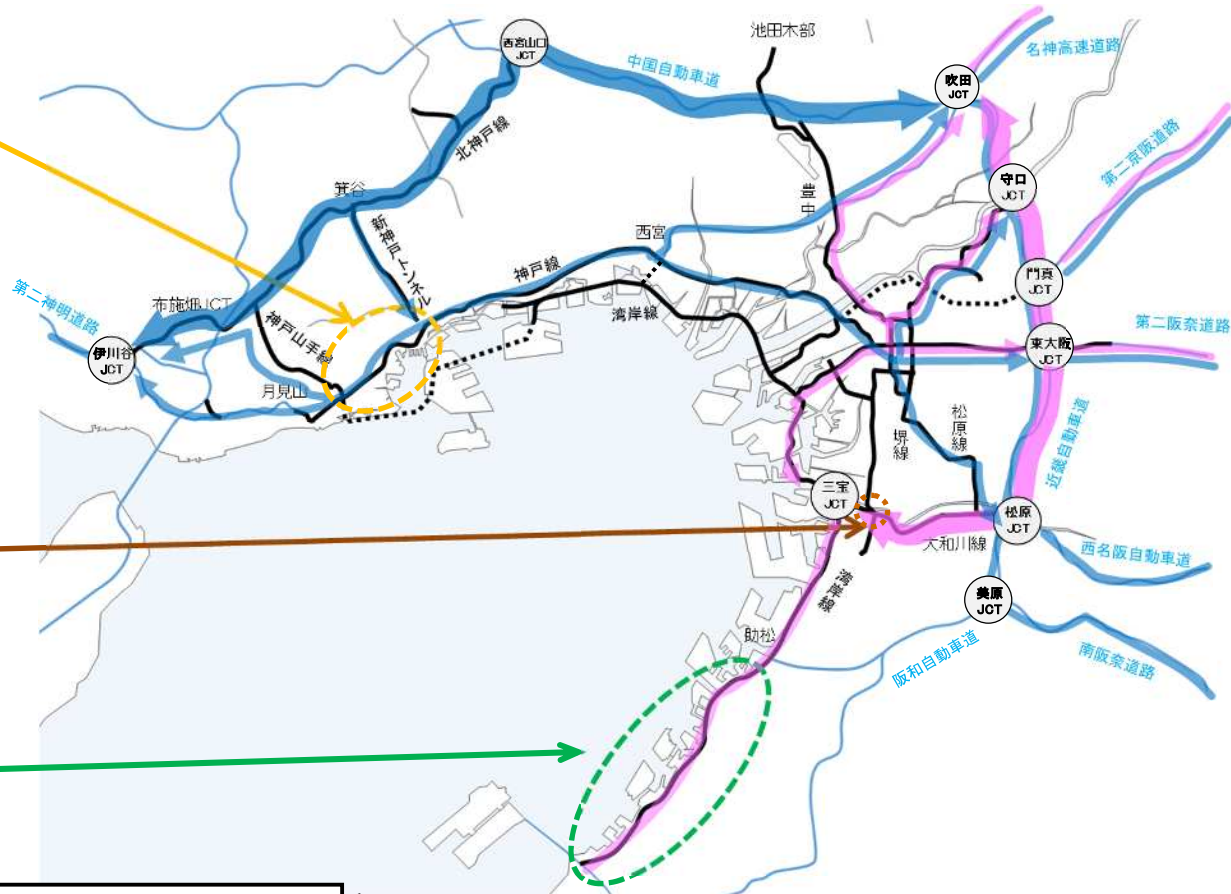 池田木部
名神高速道路
西宮山口
JCT
中国自動車道
吹田
JCT
第二京阪道路
北神戸線
守口
JCT
箕谷
豊中
新神戸トンネル
西宮
神戸線
門真
JCT
第二神明道路
布施畑JCT
湾岸線
第二阪奈道路
伊川谷
JCT
神戸山手線
東大阪
JCT
月見山
松原線
堺線
近畿自動車道
三宝
JCT
松原
JCT
大和川線
西名阪自動車道
湾岸線
美原
JCT
助松
阪和自動車道
南阪奈道路